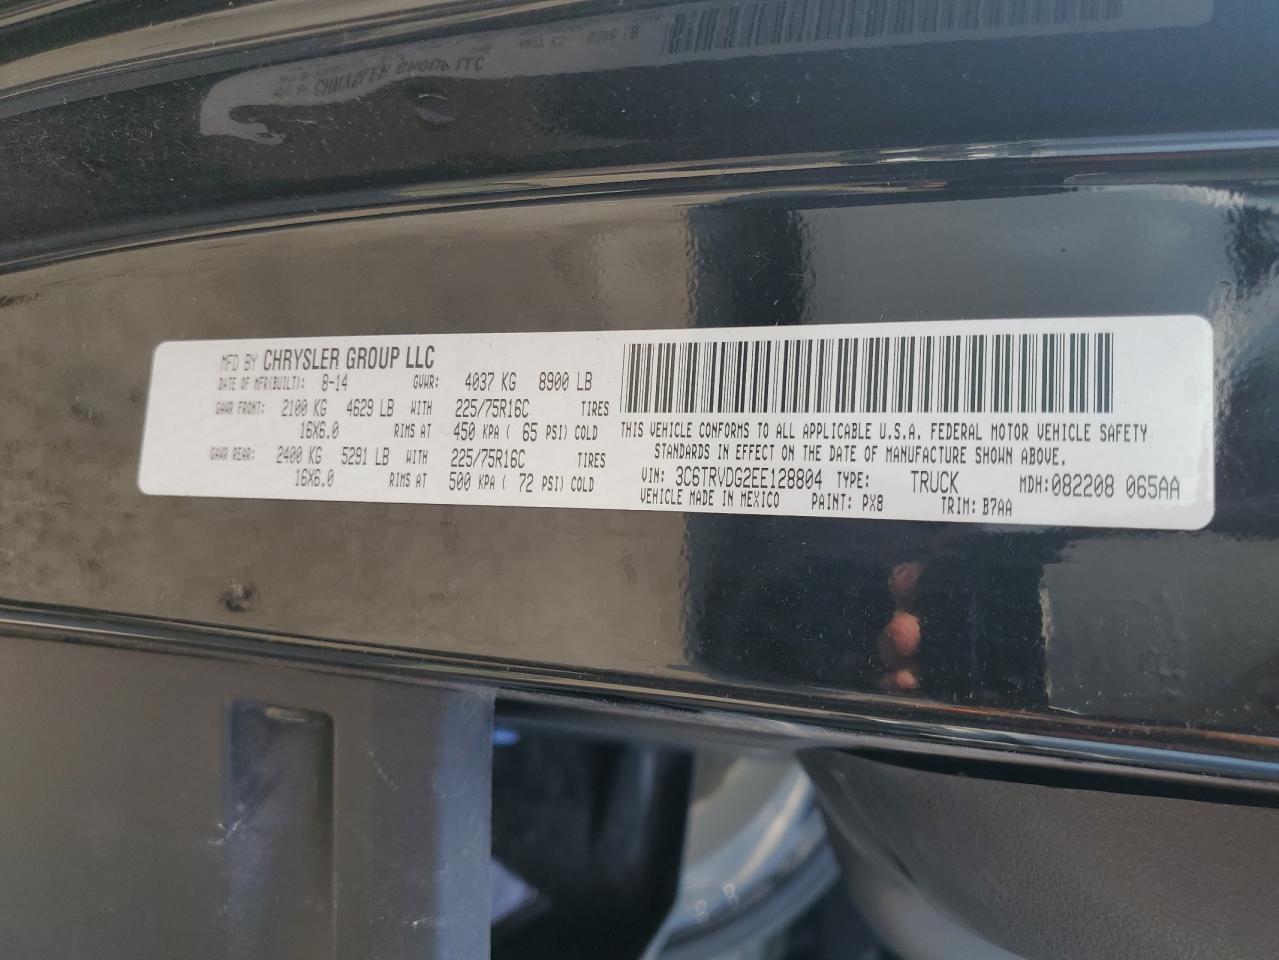 MFD BY CHRYSLER GROUP LLC
DATE OF MFR(BUILT): 8-14 GVWR: 4037 KG 8900 LB
GAWR FRONT: 2100 KG 4629 LB WITH 225/75R16C TIRES
16X6.0 RIMS AT 450 KPA ( 65 PSI) COLD
GAWR REAR: 2400 KG 5291 LB WITH 225/75R16C TIRES
16X6.0 RIMS AT 500 KPA ( 72 PSI) COLD
THIS VEHICLE CONFORMS TO ALL APPLICABLE U.S.A. FEDERAL MOTOR VEHICLE SAFETY
STANDARDS IN EFFECT ON THE DATE OF MANUFACTURE SHOWN ABOVE.
VIN: 3C6TRVDG2EE128804 TYPE: TRUCK MDH:082208 065AA
VEHICLE MADE IN MEXICO PAINT: PX8 TRIM: B7AA